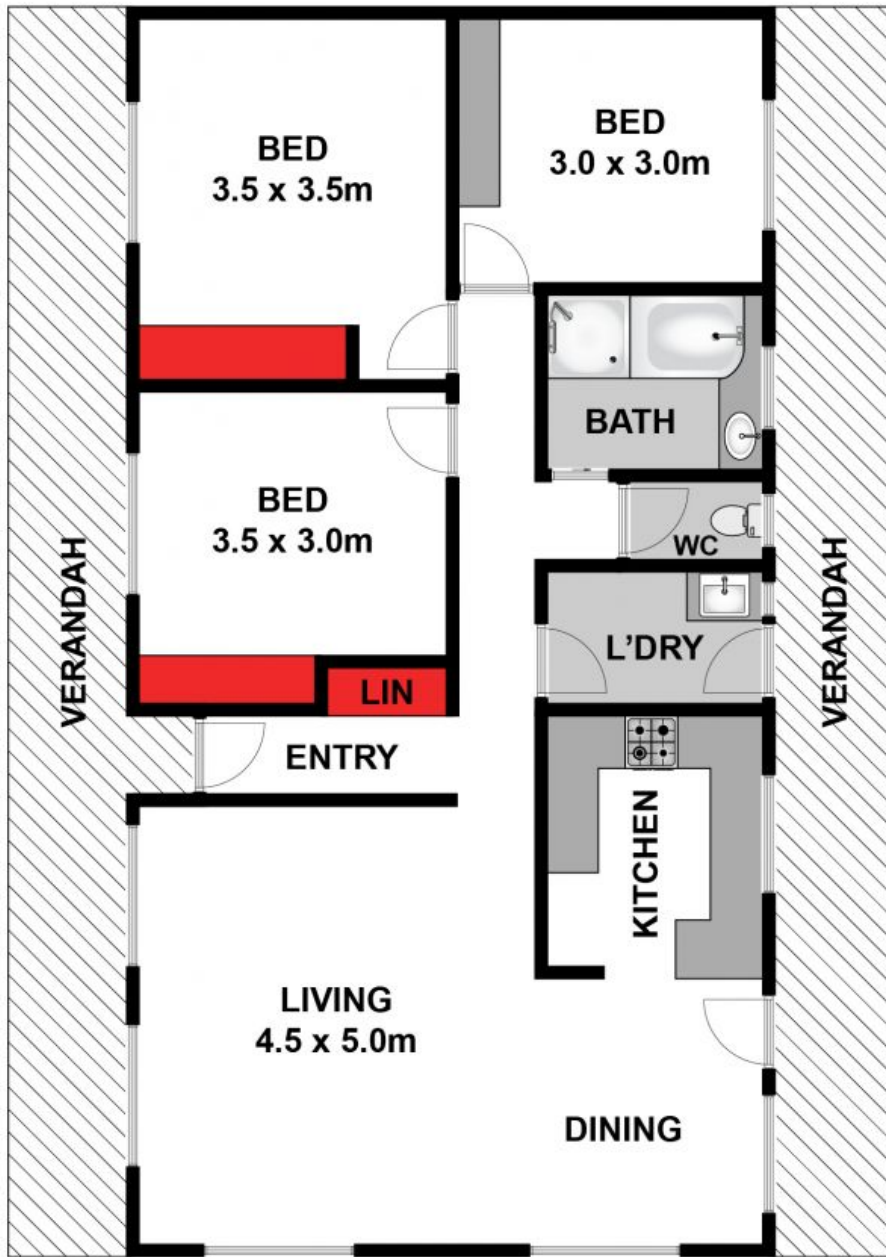 BED
3.5 x 3.5m
BED
3.0 x 3.0m
BATH
BED
3.5 x 3.0m
WC
VERANDAH
VERANDAH
L'DRY
LIN
ENTRY
KITCHEN
LIVING
4.5 x 5.0m
DINING